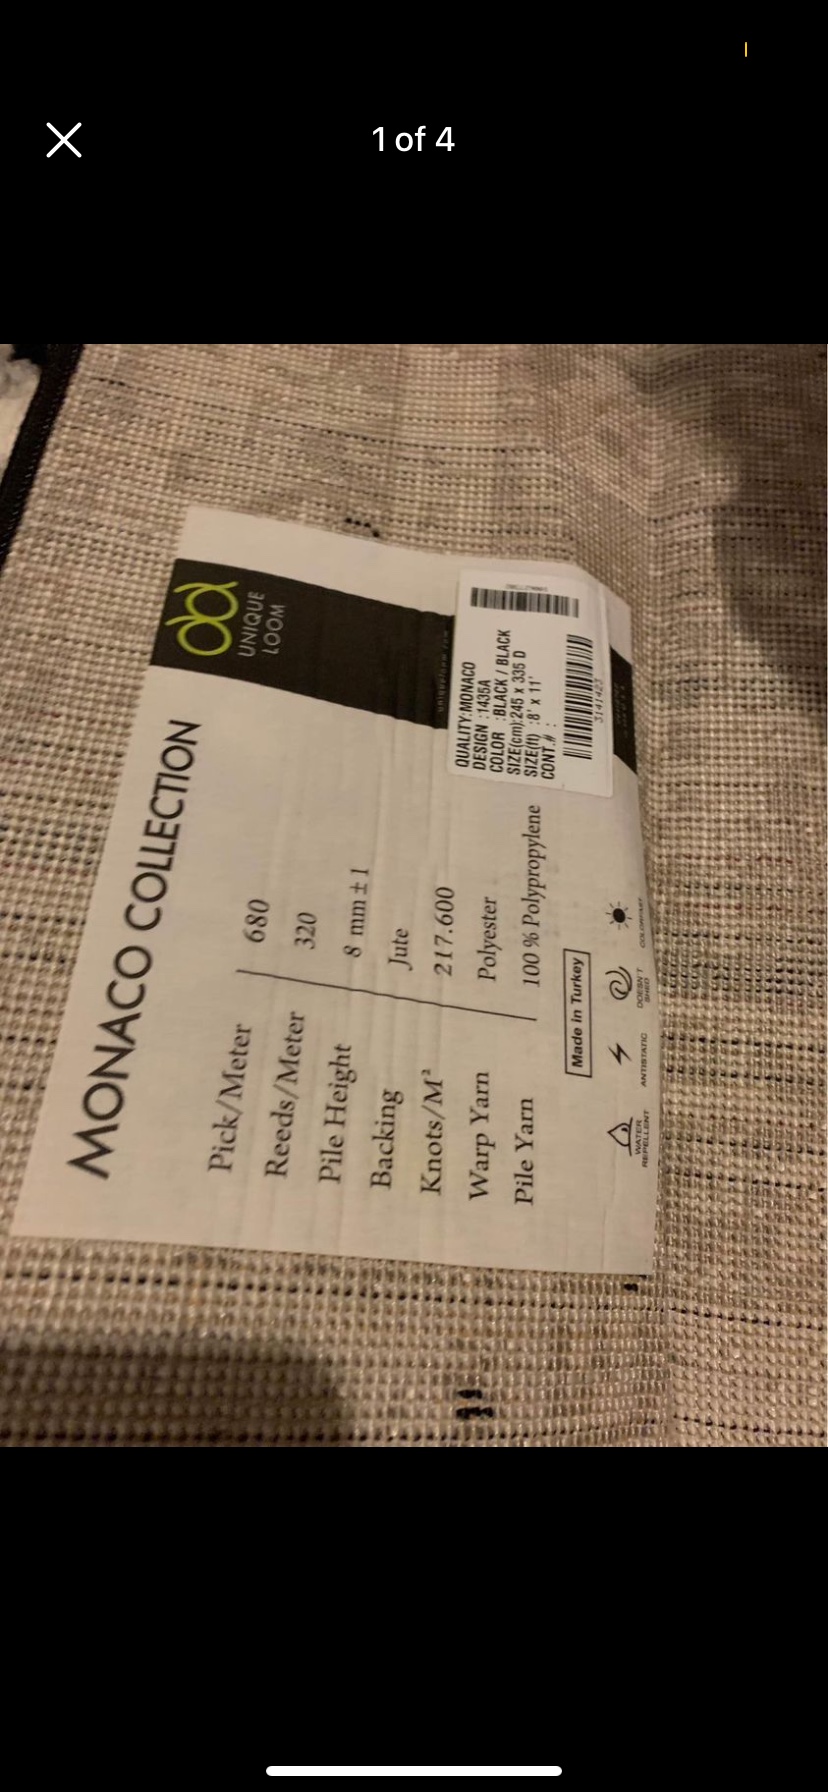 1 of 4
UNIQUE
LOOM
MONACO COLLECTION
Pick/Meter 680
Reeds/Meter 320
Pile Height 8 mm ± 1
Backing Jute
Knots/M² 217.600
Warp Yarn Polyester
Pile Yarn 100 % Polypropylene
QUALITY:MONACO
DESIGN :1435A
COLOR :BLACK / BLACK
SIZE(cm):245 x 335 D
SIZE(ft) :8' x 11'
CONT.# :
3141423
Made in Turkey
WATER
REPELLENT
ANTISTATIC
DOESN'T
SHED
COLORFAST